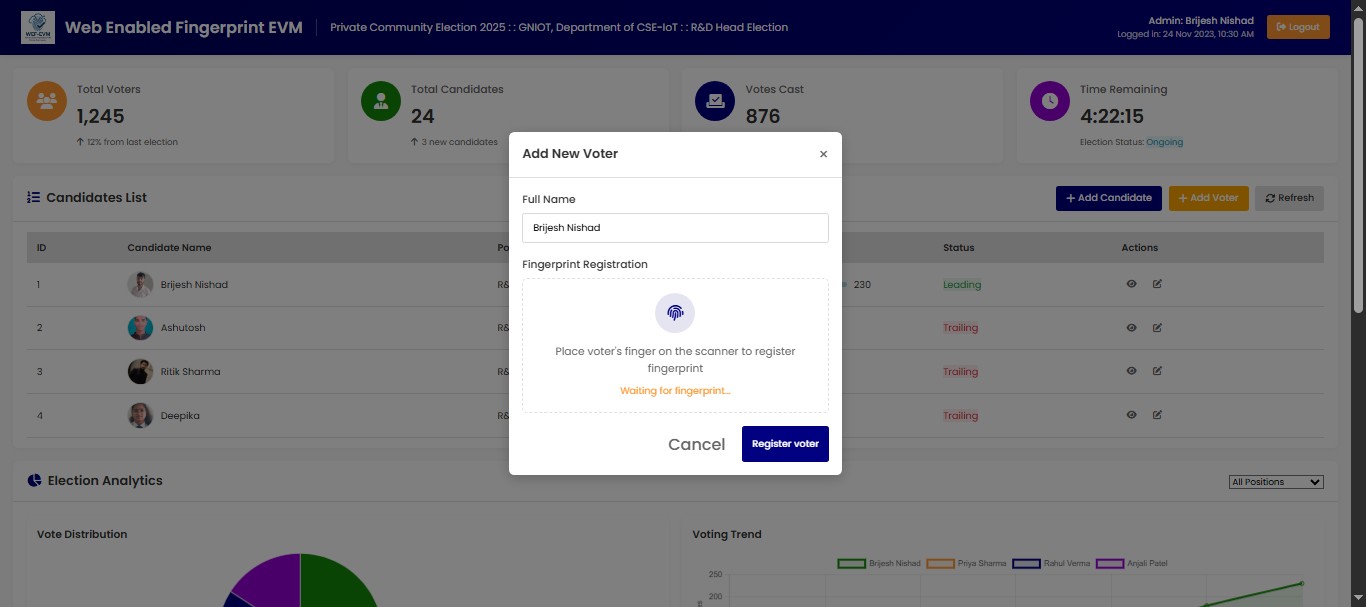 WEF-EVM
Web Enabled Fingerprint EVM
Private Community Election 2025 : : GNIOT, Department of CSE-IoT : : R&D Head Election
Admin: Brijesh Nishad
Logged in: 24 Nov 2023, 10:30 AM
Logout
Total Voters
1,245
12% from last election
Total Candidates
24
3 new candidates
Votes Cast
876
Time Remaining
4:22:15
Election Status: Ongoing
Candidates List
+ Add Candidate
+ Add Voter
Refresh
ID Candidate Name Po Status Actions
1 Brijesh Nishad R& 230 Leading
2 Ashutosh R& Trailing
3 Ritik Sharma R& Trailing
4 Deepika R& Trailing
Add New Voter
×
Full Name
Brijesh Nishad
Fingerprint Registration
Place voter's finger on the scanner to register
fingerprint
Waiting for fingerprint...
Cancel
Register voter
Election Analytics
All Positions
Vote Distribution
Voting Trend
Brijesh Nishad Priya Sharma Rahul Verma Anjali Patel
250
200